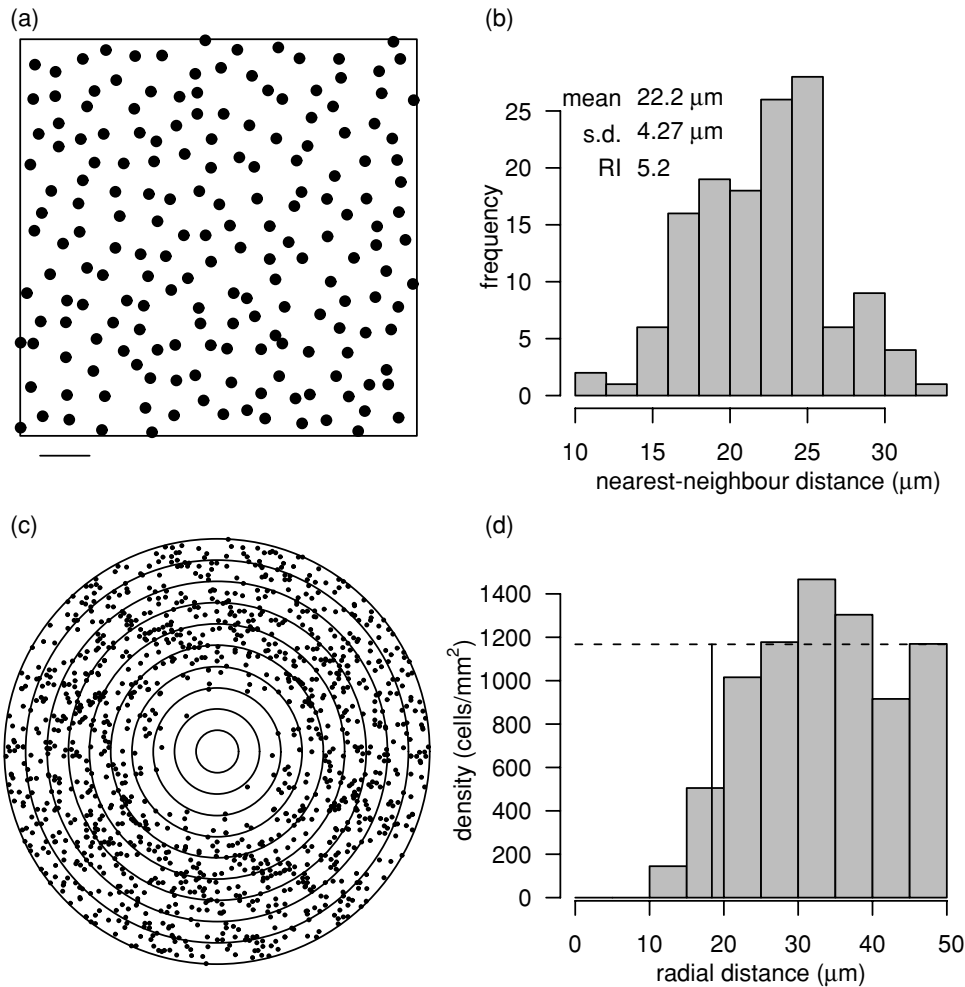 (a)
(b)
mean 22.2 μm
s.d. 4.27 μm
RI 5.2
frequency
25
20
15
10
5
0
10 15 20 25 30
nearest-neighbour distance (μm)
(c)
(d)
density (cells/mm²)
1400
1200
1000
800
600
400
200
0
0 10 20 30 40 50
radial distance (μm)